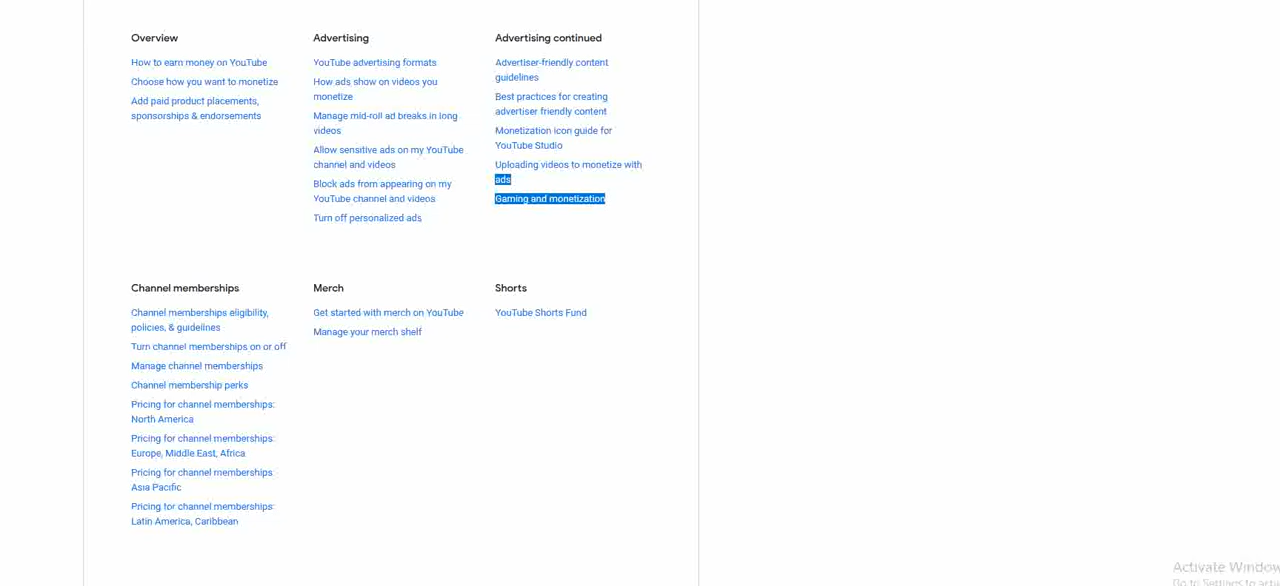 Overview
How to earn money on YouTube
Choose how you want to monetize
Add paid product placements,
sponsorships & endorsements
Advertising
YouTube advertising formats
How ads show on videos you
monetize
Manage mid-roll ad breaks in long
videos
Allow sensitive ads on my YouTube
channel and videos
Block ads from appearing on my
YouTube channel and videos
Turn off personalized ads
Advertising continued
Advertiser-friendly content
guidelines
Best practices for creating
advertiser friendly content
Monetization icon guide for
YouTube Studio
Uploading videos to monetize with
ads
Gaming and monetization
Channel memberships
Channel memberships eligibility,
policies, & guidelines
Turn channel memberships on or off
Manage channel memberships
Channel membership perks
Pricing for channel memberships:
North America
Pricing for channel memberships:
Europe, Middle East, Africa
Pricing for channel memberships:
Asia Pacific
Pricing for channel memberships:
Latin America, Caribbean
Merch
Get started with merch on YouTube
Manage your merch shelf
Shorts
YouTube Shorts Fund
Activate Window
Go to Settings to